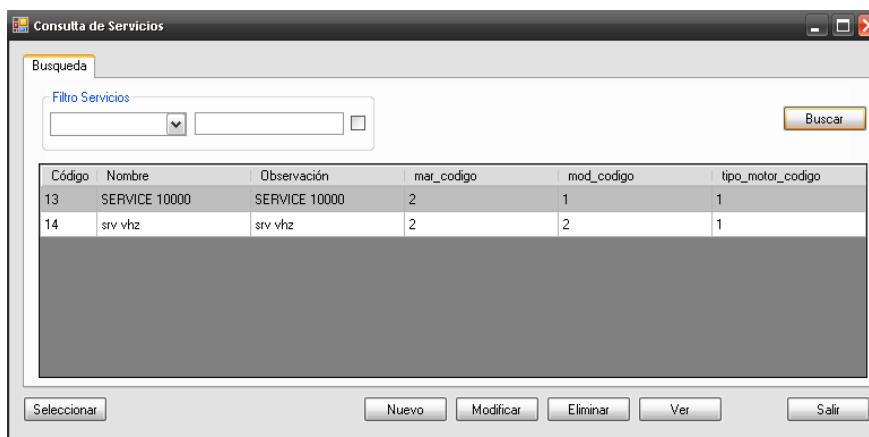 Consulta de Servicios
Busqueda
Filtro Servicios
Buscar
Código Nombre Observación mar_codigo mod_codigo tipo_motor_codigo
13 SERVICE 10000 SERVICE 10000 2 1 1
14 srv vhz srv vhz 2 2 1
Seleccionar Nuevo Modificar Eliminar Ver Salir